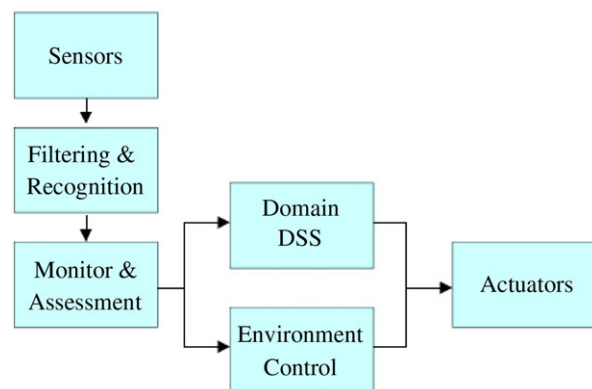 Sensors
Filtering &
Recognition
Monitor &
Assessment
Domain
DSS
Environment
Control
Actuators